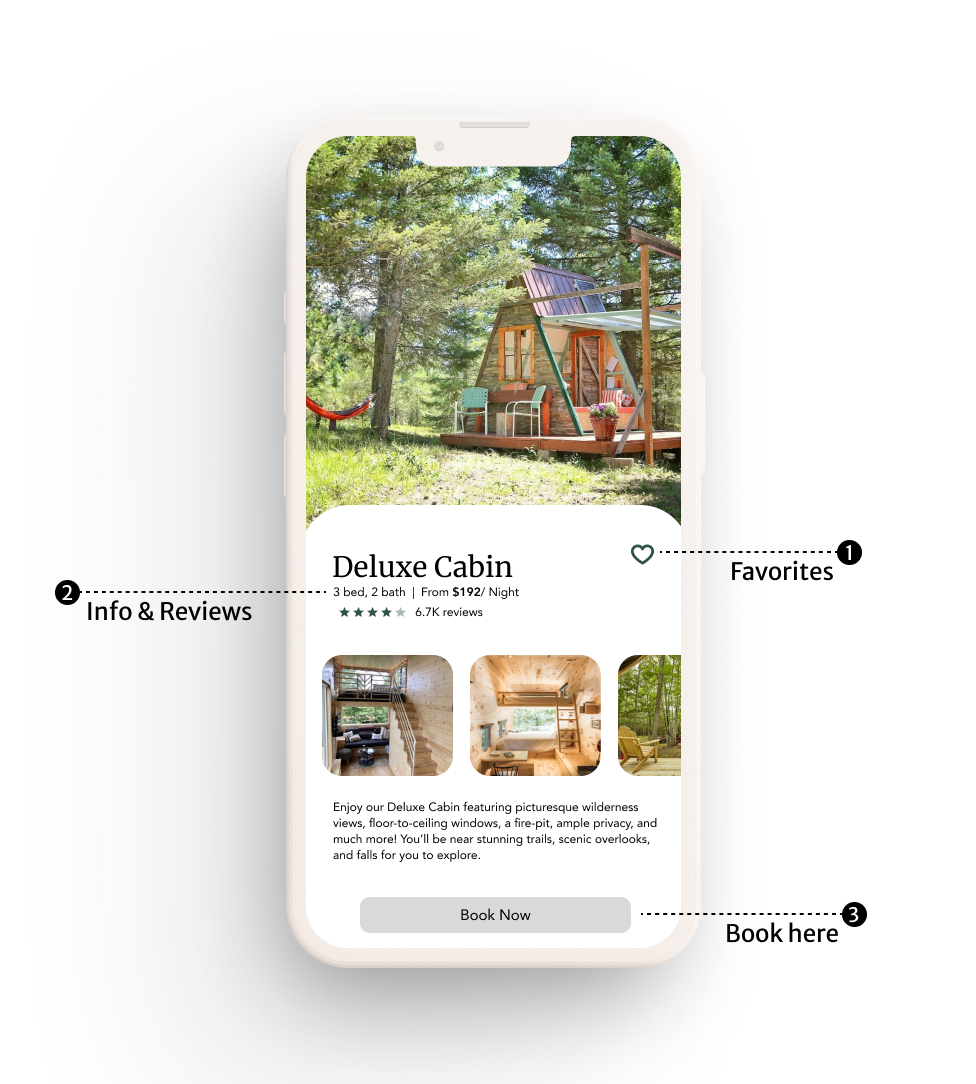 1
Favorites
Deluxe Cabin
2
3 bed, 2 bath | From $192/ Night
Info & Reviews
6.7K reviews
Enjoy our Deluxe Cabin featuring picturesque wilderness
views, floor-to-ceiling windows, a fire-pit, ample privacy, and
much more! You’ll be near stunning trails, scenic overlooks,
and falls for you to explore.
Book Now
3
Book here